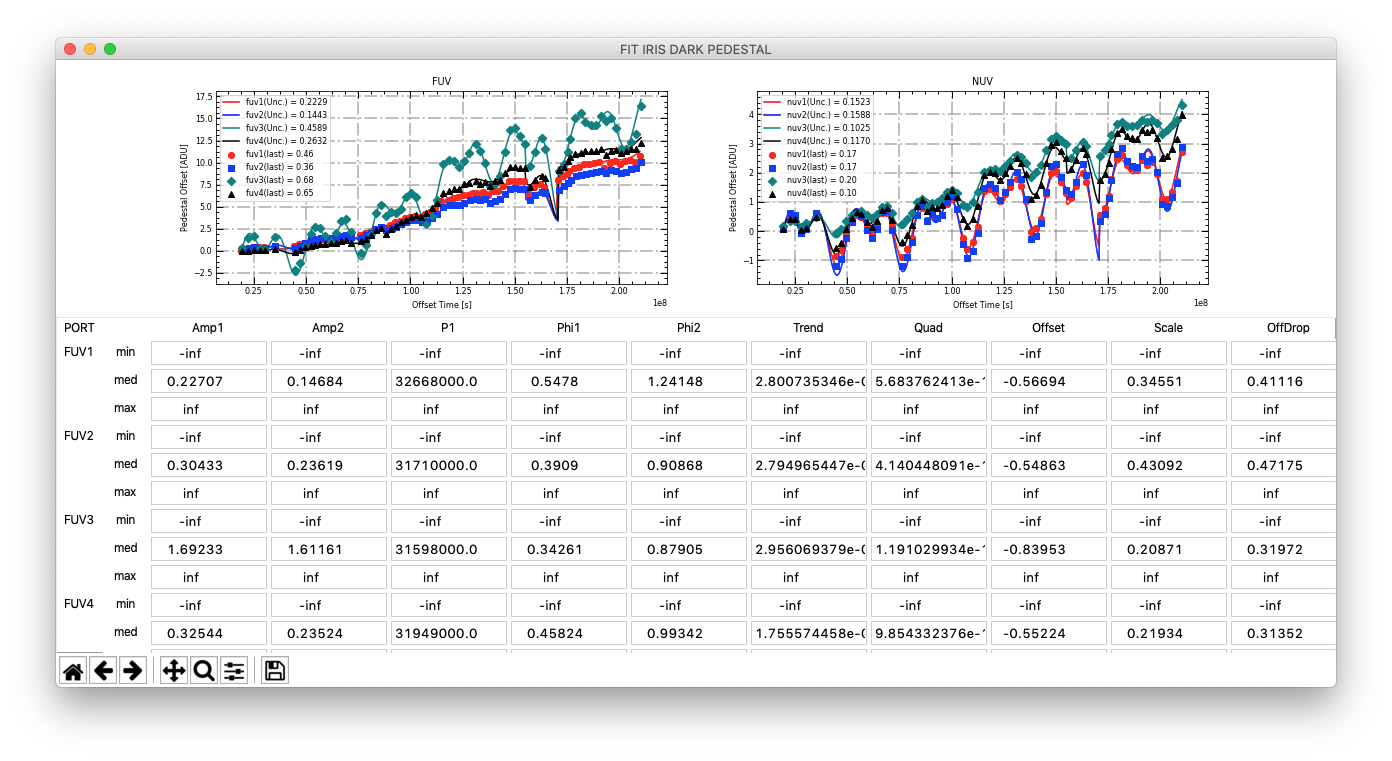 FIT IRIS DARK PEDESTAL
FUV
fuv1(Unc.) = 0.2229
fuv2(Unc.) = 0.1443
fuv3(Unc.) = 0.4589
fuv4(Unc.) = 0.2632
fuv1(last) = 0.46
fuv2(last) = 0.36
fuv3(last) = 0.68
fuv4(last) = 0.65
Pedestal Offset [ADU]
17.5
15.0
12.5
10.0
7.5
5.0
2.5
0.0
−2.5
0.25 0.50 0.75 1.00 1.25 1.50 1.75 2.00
1e8
Offset Time [s]
NUV
nuv1(Unc.) = 0.1523
nuv2(Unc.) = 0.1588
nuv3(Unc.) = 0.1025
nuv4(Unc.) = 0.1170
nuv1(last) = 0.17
nuv2(last) = 0.17
nuv3(last) = 0.20
nuv4(last) = 0.10
Pedestal Offset [ADU]
4
3
2
1
0
−1
0.25 0.50 0.75 1.00 1.25 1.50 1.75 2.00
1e8
Offset Time [s]
PORT Amp1 Amp2 P1 Phi1 Phi2 Trend Quad Offset Scale OffDrop
FUV1 min -inf -inf -inf -inf -inf -inf -inf -inf -inf -inf
med 0.22707 0.14684 32668000.0 0.5478 1.24148 2.800735346e- 5.683762413e- -0.56694 0.34551 0.41116
max inf inf inf inf inf inf inf inf inf inf
FUV2 min -inf -inf -inf -inf -inf -inf -inf -inf -inf -inf
med 0.30433 0.23619 31710000.0 0.3909 0.90868 2.794965447e- 4.140448091e- -0.54863 0.43092 0.47175
max inf inf inf inf inf inf inf inf inf inf
FUV3 min -inf -inf -inf -inf -inf -inf -inf -inf -inf -inf
med 1.69233 1.61161 31598000.0 0.34261 0.87905 2.956069379e- 1.191029934e- -0.83953 0.20871 0.31972
max inf inf inf inf inf inf inf inf inf inf
FUV4 min -inf -inf -inf -inf -inf -inf -inf -inf -inf -inf
med 0.32544 0.23524 31949000.0 0.45824 0.99342 1.755574458e- 9.854332376e- -0.55224 0.21934 0.31352